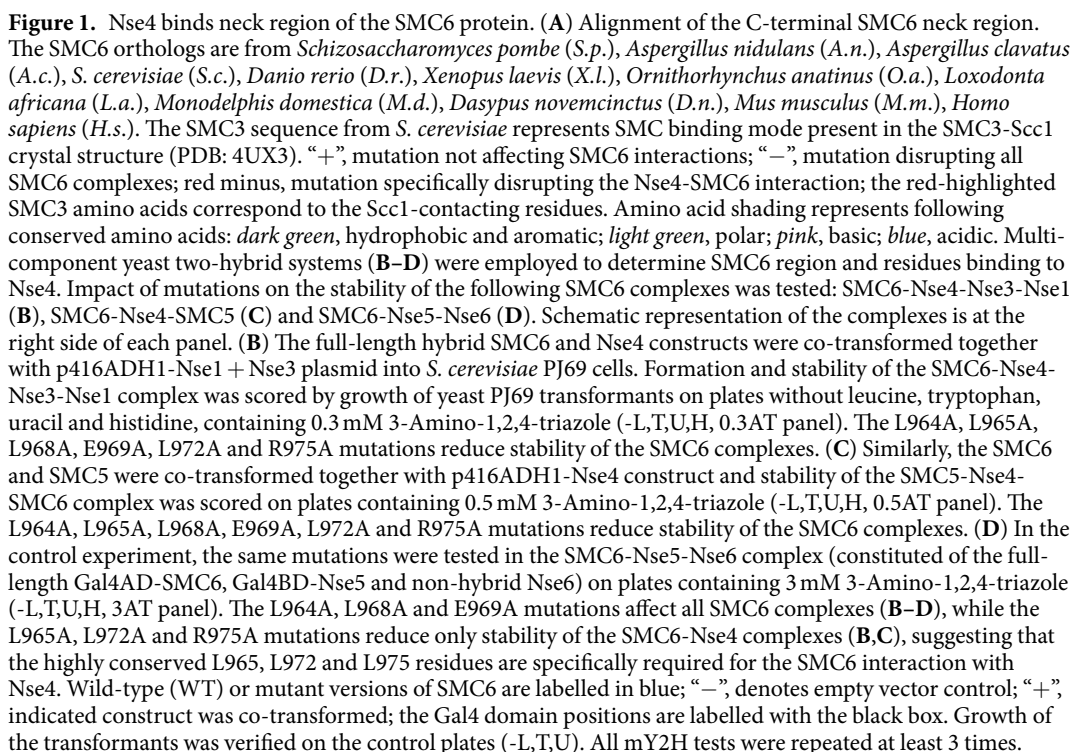 Figure 1. Nse4 binds neck region of the SMC6 protein. (A) Alignment of the C-terminal SMC6 neck region.
The SMC6 orthologs are from Schizosaccharomyces pombe (S.p.), Aspergillus nidulans (A.n.), Aspergillus clavatus
(A.c.), S. cerevisiae (S.c.), Danio rerio (D.r.), Xenopus laevis (X.l.), Ornithorhynchus anatinus (O.a.), Loxodonta
africana (L.a.), Monodelphis domestica (M.d.), Dasypus novemcinctus (D.n.), Mus musculus (M.m.), Homo
sapiens (H.s.). The SMC3 sequence from S. cerevisiae represents SMC binding mode present in the SMC3-Scc1
crystal structure (PDB: 4UX3). “+”, mutation not affecting SMC6 interactions; “−”, mutation disrupting all
SMC6 complexes; red minus, mutation specifically disrupting the Nse4-SMC6 interaction; the red-highlighted
SMC3 amino acids correspond to the Scc1-contacting residues. Amino acid shading represents following
conserved amino acids: dark green, hydrophobic and aromatic; light green, polar; pink, basic; blue, acidic. Multi-
component yeast two-hybrid systems (B–D) were employed to determine SMC6 region and residues binding to
Nse4. Impact of mutations on the stability of the following SMC6 complexes was tested: SMC6-Nse4-Nse3-Nse1
(B), SMC6-Nse4-SMC5 (C) and SMC6-Nse5-Nse6 (D). Schematic representation of the complexes is at the
right side of each panel. (B) The full-length hybrid SMC6 and Nse4 constructs were co-transformed together
with p416ADH1-Nse1 + Nse3 plasmid into S. cerevisiae PJ69 cells. Formation and stability of the SMC6-Nse4-
Nse3-Nse1 complex was scored by growth of yeast PJ69 transformants on plates without leucine, tryptophan,
uracil and histidine, containing 0.3 mM 3-Amino-1,2,4-triazole (-L,T,U,H, 0.3AT panel). The L964A, L965A,
L968A, E969A, L972A and R975A mutations reduce stability of the SMC6 complexes. (C) Similarly, the SMC6
and SMC5 were co-transformed together with p416ADH1-Nse4 construct and stability of the SMC5-Nse4-
SMC6 complex was scored on plates containing 0.5 mM 3-Amino-1,2,4-triazole (-L,T,U,H, 0.5AT panel). The
L964A, L965A, L968A, E969A, L972A and R975A mutations reduce stability of the SMC6 complexes. (D) In the
control experiment, the same mutations were tested in the SMC6-Nse5-Nse6 complex (constituted of the full-
length Gal4AD-SMC6, Gal4BD-Nse5 and non-hybrid Nse6) on plates containing 3 mM 3-Amino-1,2,4-triazole
(-L,T,U,H, 3AT panel). The L964A, L968A and E969A mutations affect all SMC6 complexes (B–D), while the
L965A, L972A and R975A mutations reduce only stability of the SMC6-Nse4 complexes (B,C), suggesting that
the highly conserved L965, L972 and L975 residues are specifically required for the SMC6 interaction with
Nse4. Wild-type (WT) or mutant versions of SMC6 are labelled in blue; “−”, denotes empty vector control; “+”,
indicated construct was co-transformed; the Gal4 domain positions are labelled with the black box. Growth of
the transformants was verified on the control plates (-L,T,U). All mY2H tests were repeated at least 3 times.